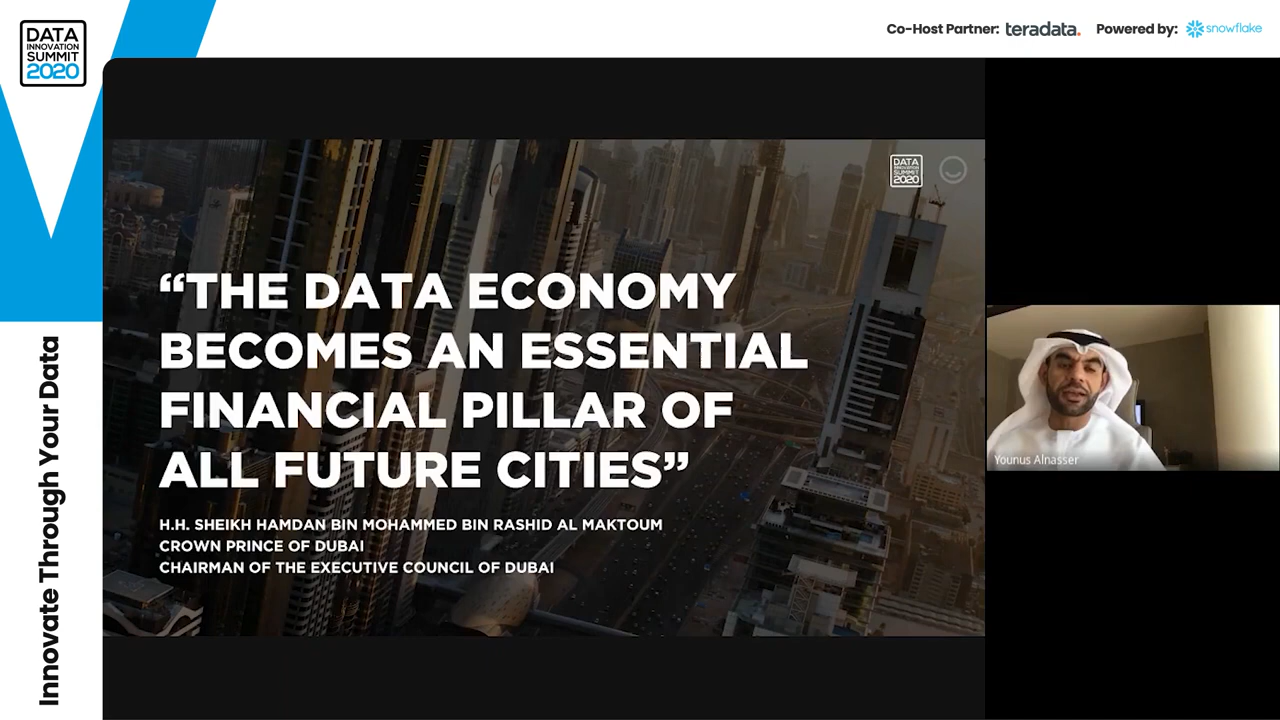 DATA
INNOVATION
SUMMIT
2020
Co-Host Partner: teradata. Powered by: snowflake
Innovate Through Your Data
DATA
INNOVATION
SUMMIT
2020
“THE DATA ECONOMY
BECOMES AN ESSENTIAL
FINANCIAL PILLAR OF
ALL FUTURE CITIES”
H.H. SHEIKH HAMDAN BIN MOHAMMED BIN RASHID AL MAKTOUM
CROWN PRINCE OF DUBAI
CHAIRMAN OF THE EXECUTIVE COUNCIL OF DUBAI
Younus Alnasser